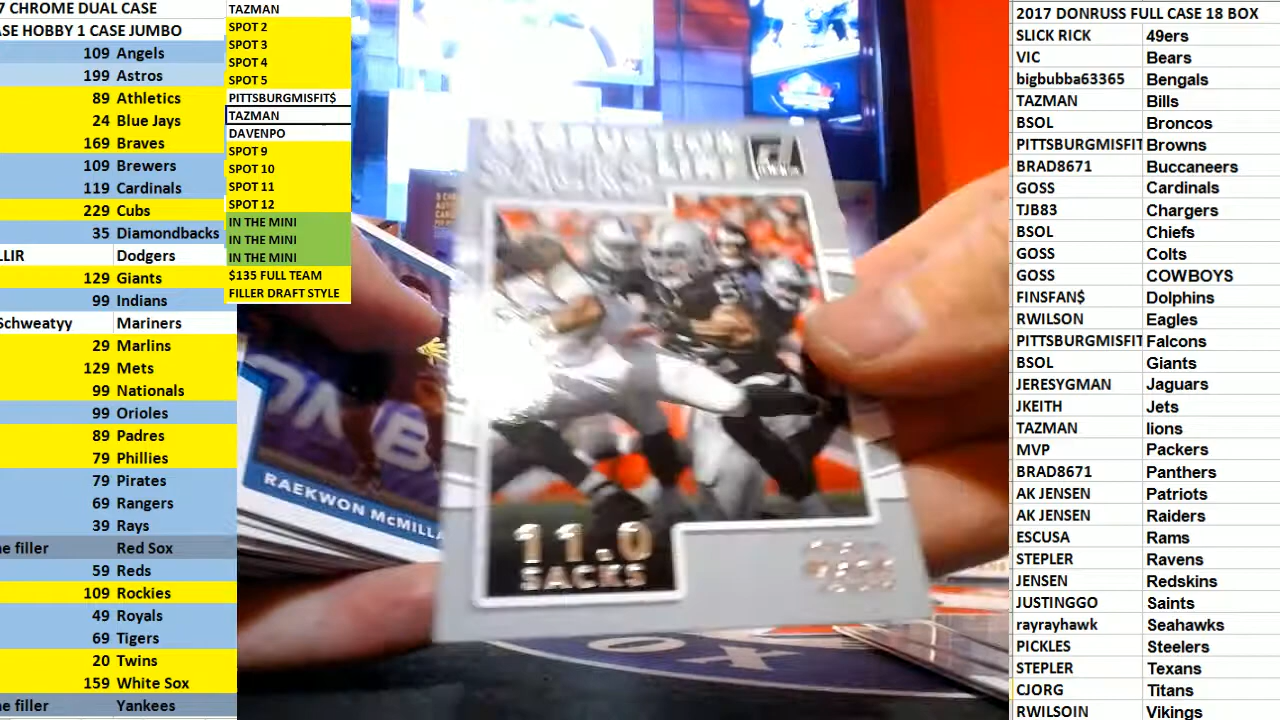 7 CHROME DUAL CASE
ASE HOBBY 1 CASE JUMBO
109 Angels
199 Astros
89 Athletics
24 Blue Jays
169 Braves
109 Brewers
119 Cardinals
229 Cubs
35 Diamondbacks
LLIR Dodgers
129 Giants
99 Indians
Schweatyy Mariners
29 Marlins
129 Mets
99 Nationals
99 Orioles
89 Padres
79 Phillies
79 Pirates
69 Rangers
39 Rays
ne filler Red Sox
59 Reds
109 Rockies
49 Royals
69 Tigers
20 Twins
159 White Sox
ne filler Yankees
TAZMAN
SPOT 2
SPOT 3
SPOT 4
SPOT 5
PITTSBURGMISFIT$
TAZMAN
DAVENPO
SPOT 9
SPOT 10
SPOT 11
SPOT 12
IN THE MINI
IN THE MINI
IN THE MINI
$135 FULL TEAM
FILLER DRAFT STYLE
PRODUCTION
LINE
SACKS
RAEKWON McMILLA
11.0
SACKS
OX
2017 DONRUSS FULL CASE 18 BOX
SLICK RICK 49ers
VIC Bears
bigbubba63365 Bengals
TAZMAN Bills
BSOL Broncos
PITTSBURGMISFIT Browns
BRAD8671 Buccaneers
GOSS Cardinals
TJB83 Chargers
BSOL Chiefs
GOSS Colts
GOSS COWBOYS
FINSFAN$ Dolphins
RWILSON Eagles
PITTSBURGMISFIT Falcons
BSOL Giants
JERESYGMAN Jaguars
JKEITH Jets
TAZMAN lions
MVP Packers
BRAD8671 Panthers
AK JENSEN Patriots
AK JENSEN Raiders
ESCUSA Rams
STEPLER Ravens
JENSEN Redskins
JUSTINGGO Saints
rayrayhawk Seahawks
PICKLES Steelers
STEPLER Texans
CJORG Titans
RWILSOIN Vikings